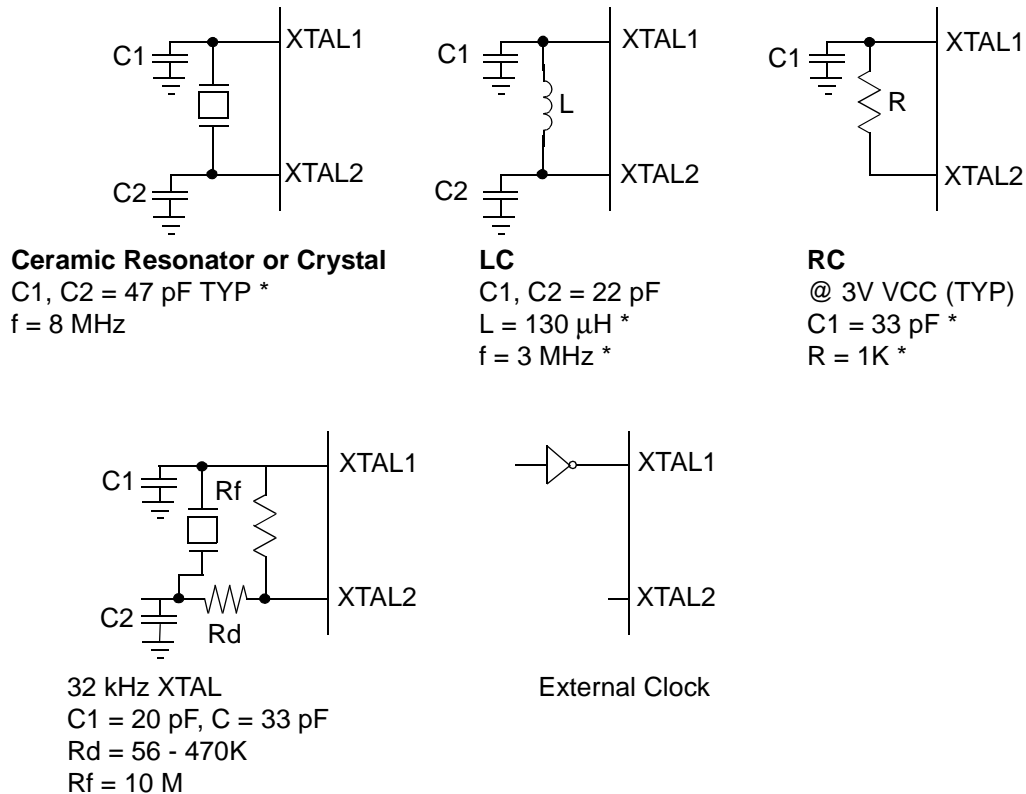 C1
XTAL1
C2
XTAL2
Ceramic Resonator or Crystal
C1, C2 = 47 pF TYP *
f = 8 MHz
C1
XTAL1
L
C2
XTAL2
LC
C1, C2 = 22 pF
L = 130 μH *
f = 3 MHz *
C1
XTAL1
R
XTAL2
RC
@ 3V VCC (TYP)
C1 = 33 pF *
R = 1K *
C1
Rf
XTAL1
C2
Rd
XTAL2
32 kHz XTAL
C1 = 20 pF, C = 33 pF
Rd = 56 - 470K
Rf = 10 M
XTAL1
XTAL2
External Clock